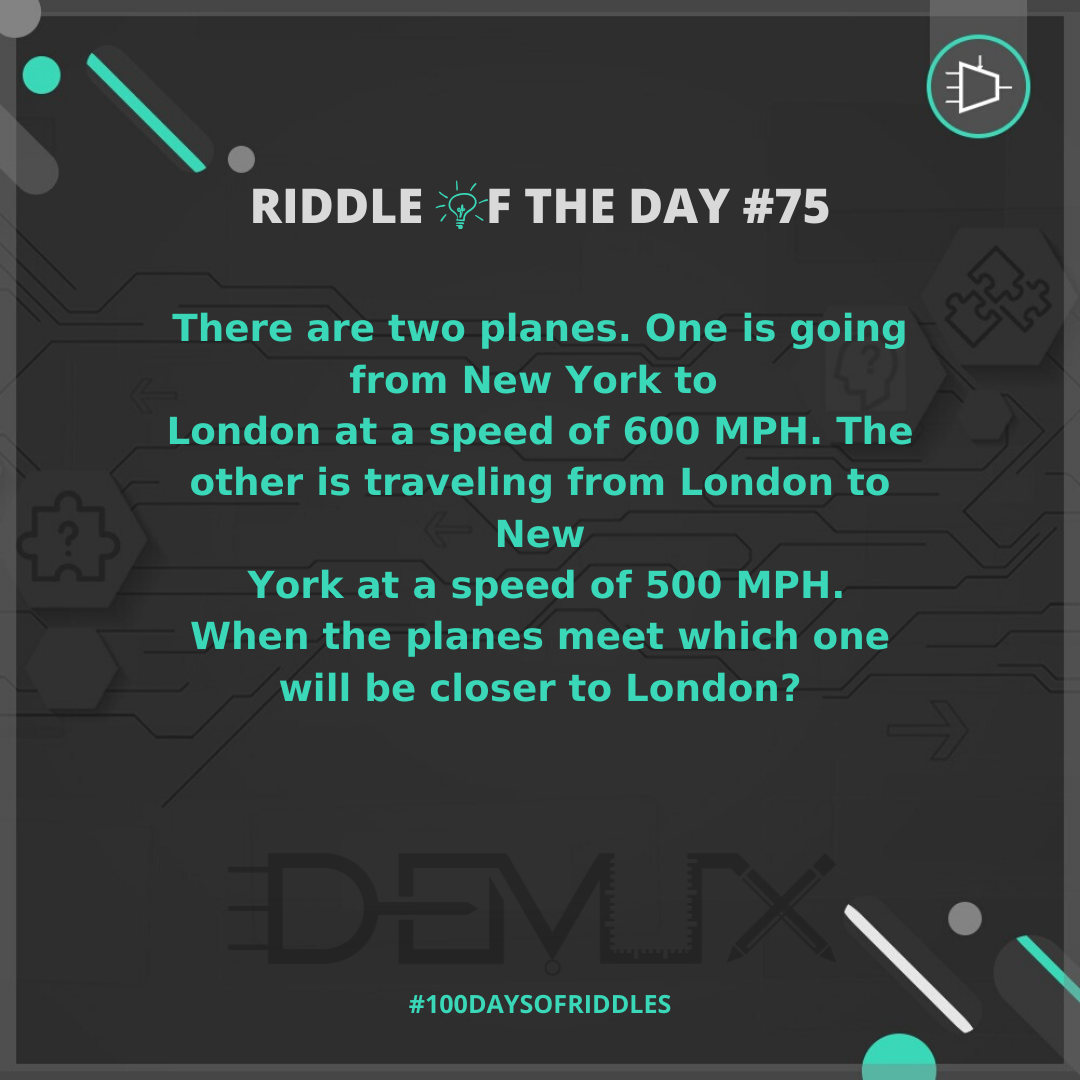 RIDDLE OF THE DAY #75
There are two planes. One is going
from New York to
London at a speed of 600 MPH. The
other is traveling from London to
New
York at a speed of 500 MPH.
When the planes meet which one
will be closer to London?
DEMUX
#100DAYSOFRIDDLES